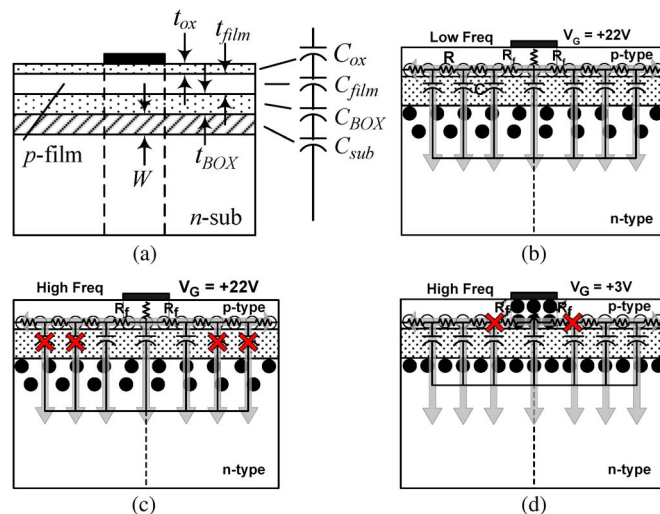 t_ox t_film
C_ox
C_film
C_BOX
C_sub
p-film
W
t_BOX
n-sub
(a)
Low Freq V_G = +22V
R R_f R_f p-type
C
n-type
(b)
High Freq V_G = +22V
R_f R_f p-type
n-type
(c)
High Freq V_G = +3V
R_f R_f p-type
n-type
(d)